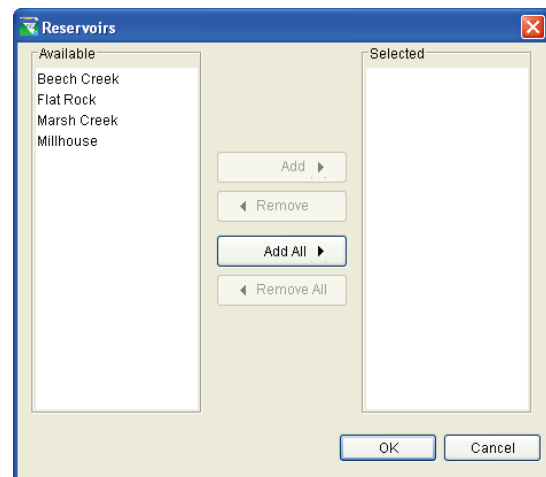 Reservoirs
Available
Selected
Beech Creek
Flat Rock
Marsh Creek
Millhouse
Add
Remove
Add All
Remove All
OK
Cancel